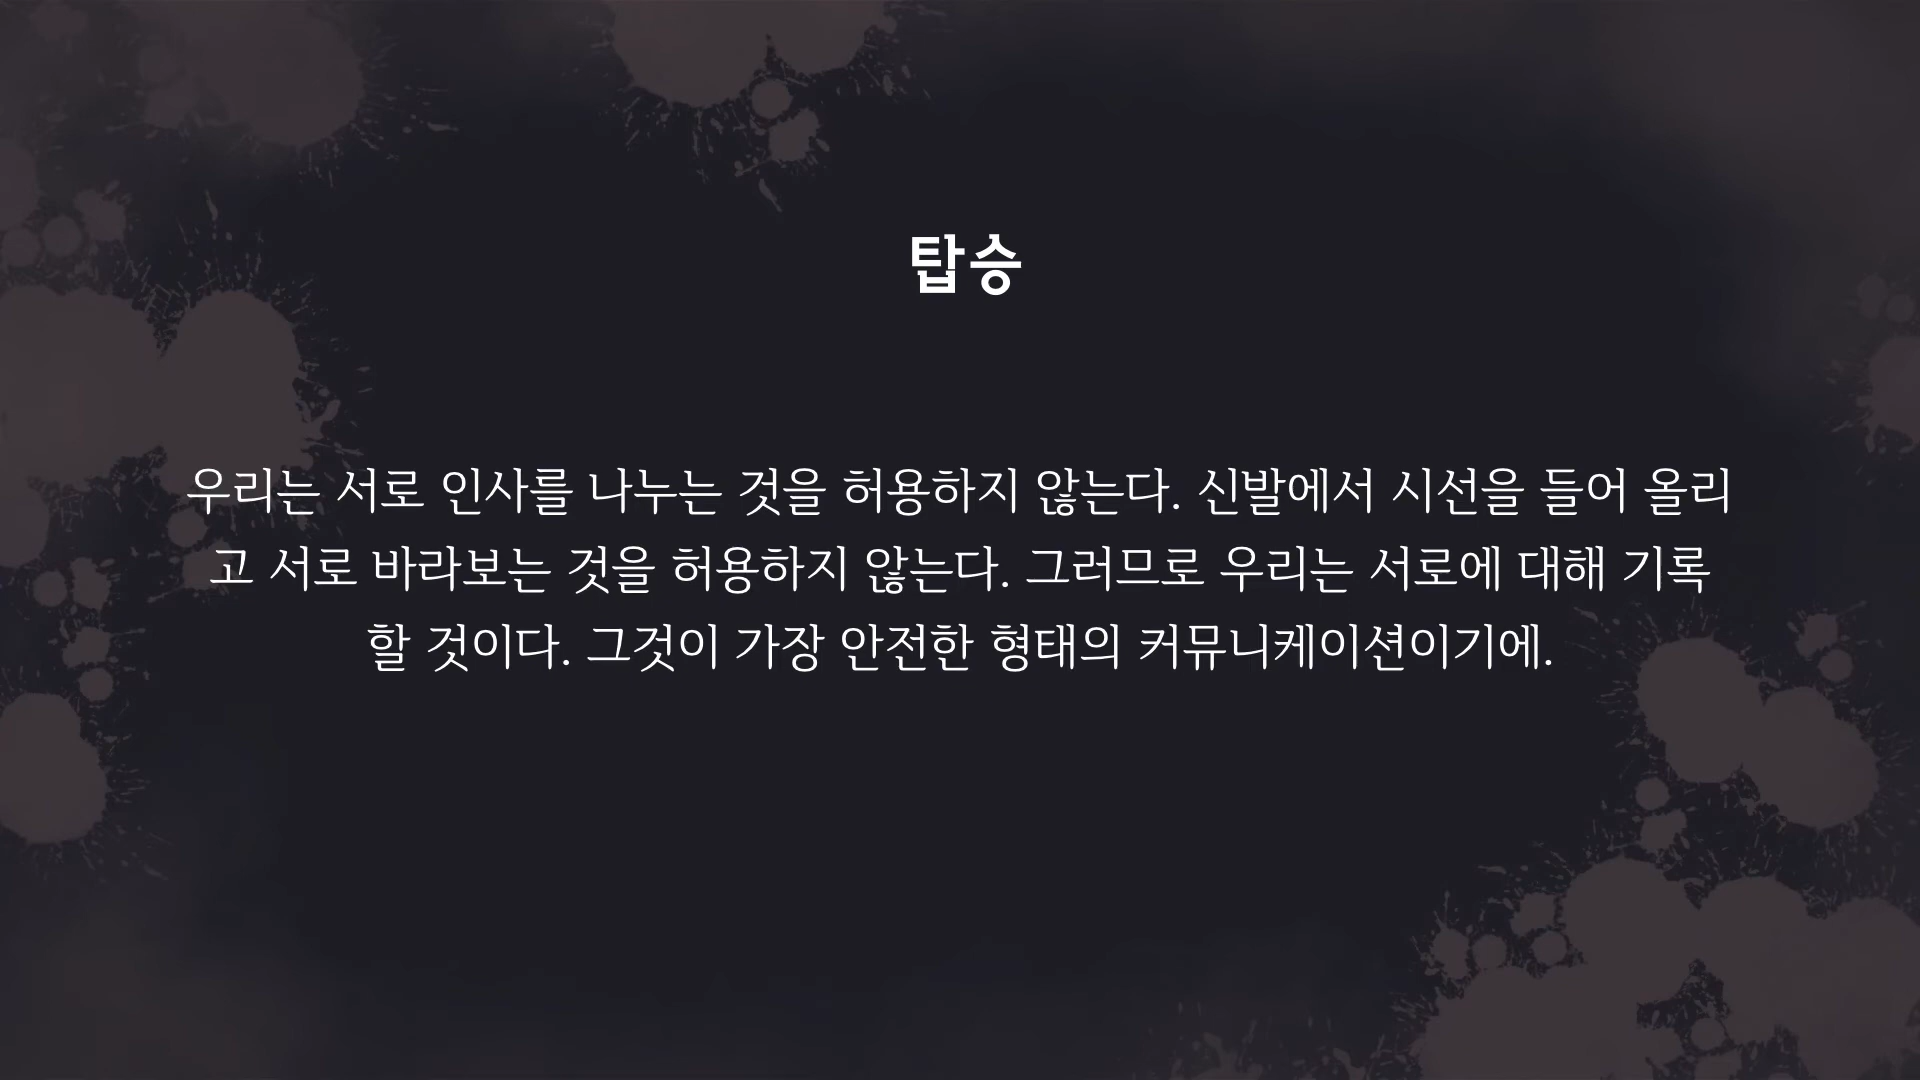 탑승
우리는 서로 인사를 나누는 것을 허용하지 않는다. 신발에서 시선을 들어 올리
고 서로 바라보는 것을 허용하지 않는다. 그러므로 우리는 서로에 대해 기록
할 것이다. 그것이 가장 안전한 형태의 커뮤니케이션이기에.